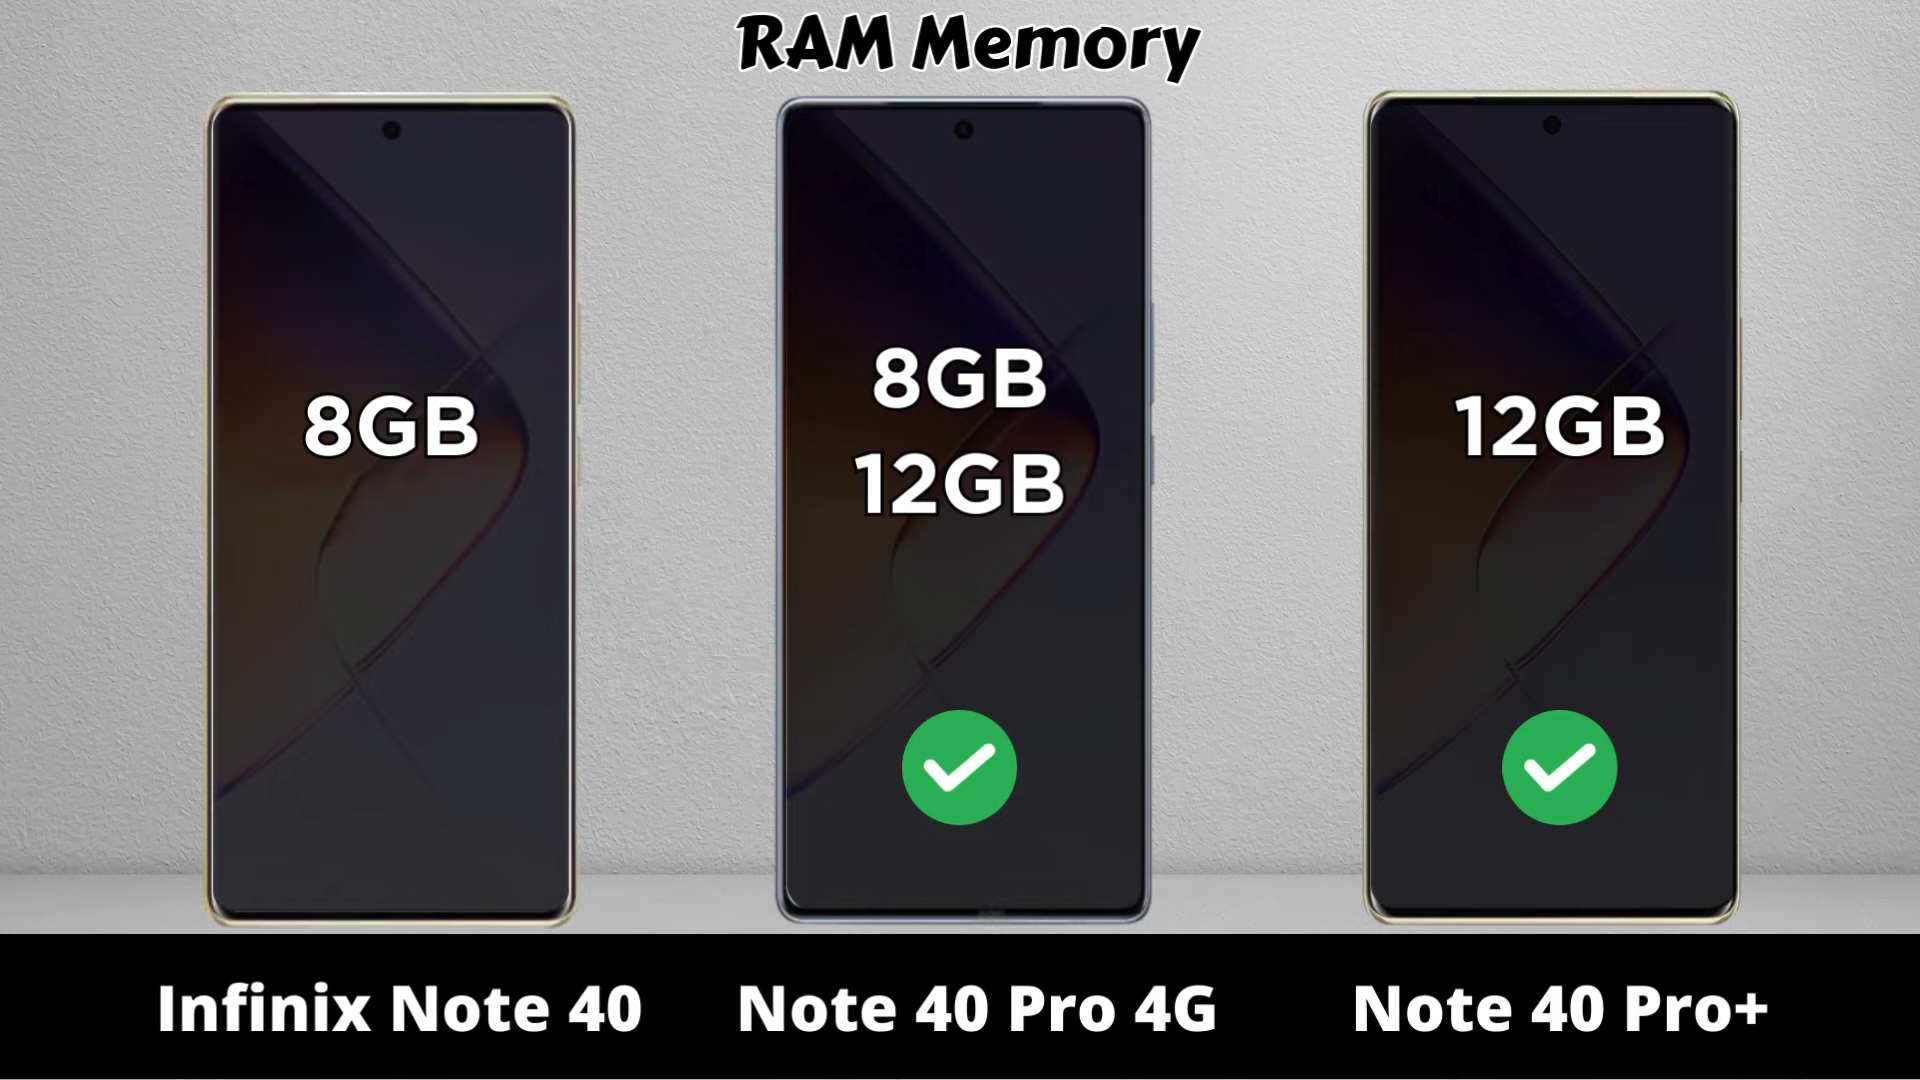 RAM Memory
8GB
8GB
12GB
12GB
Infinix Note 40
Note 40 Pro 4G
Note 40 Pro+